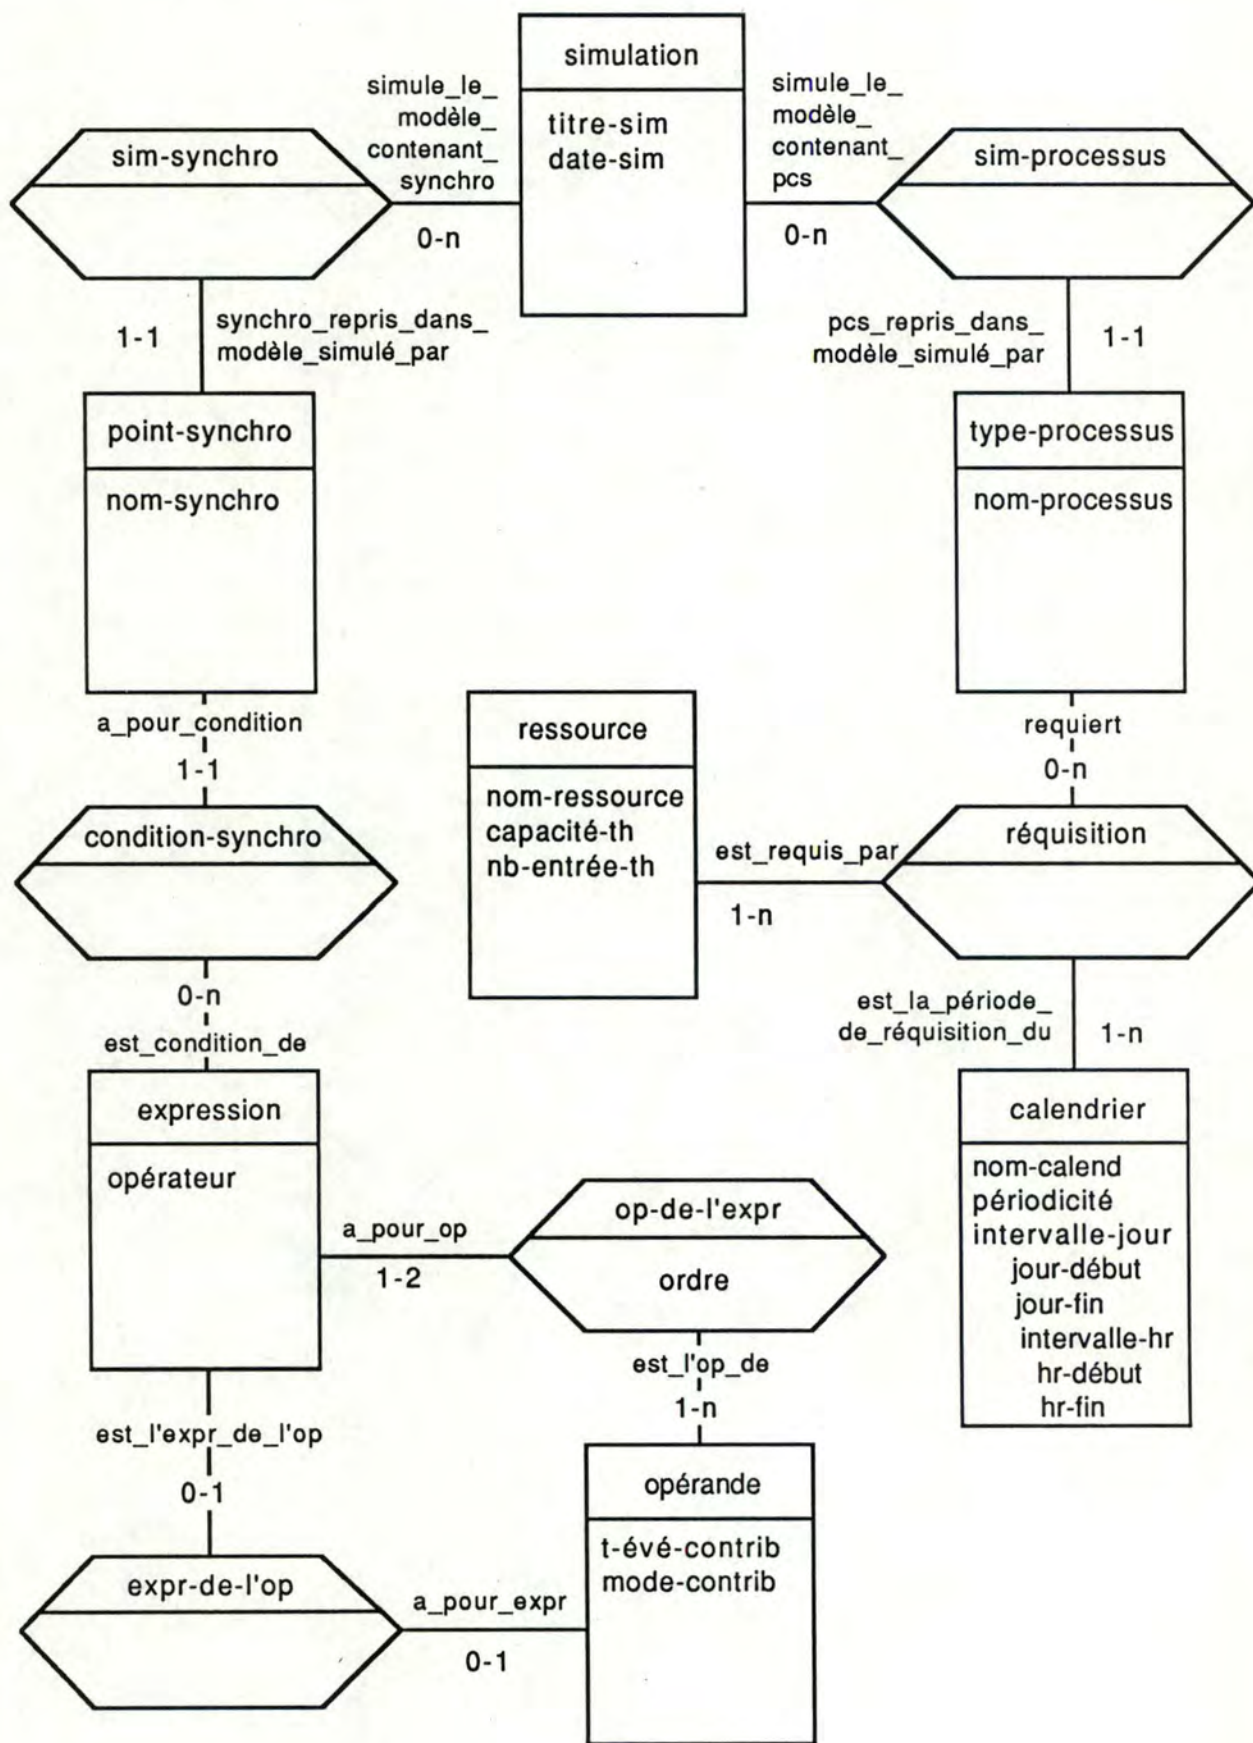 simulation
titre-sim
date-sim
simule_le_
modèle_
contenant_
synchro
0-n
simule_le_
modèle_
contenant_
pcs
0-n
sim-synchro
sim-processus
1-1
synchro_repris_dans_
modèle_simulé_par
pcs_repris_dans_
modèle_simulé_par
1-1
point-synchro
nom-synchro
type-processus
nom-processus
a_pour_condition
1-1
ressource
nom-ressource
capacité-th
nb-entrée-th
requiert
0-n
condition-synchro
est_requis_par
1-n
réquisition
0-n
est_condition_de
est_la_période_
de_réquisition_du
1-n
expression
opérateur
calendrier
nom-calend
périodicité
intervalle-jour
jour-début
jour-fin
intervalle-hr
hr-début
hr-fin
a_pour_op
1-2
op-de-l'expr
ordre
est_l'op_de
1-n
est_l'expr_de_l'op
0-1
opérande
t-évé-contrib
mode-contrib
expr-de-l'op
a_pour_expr
0-1